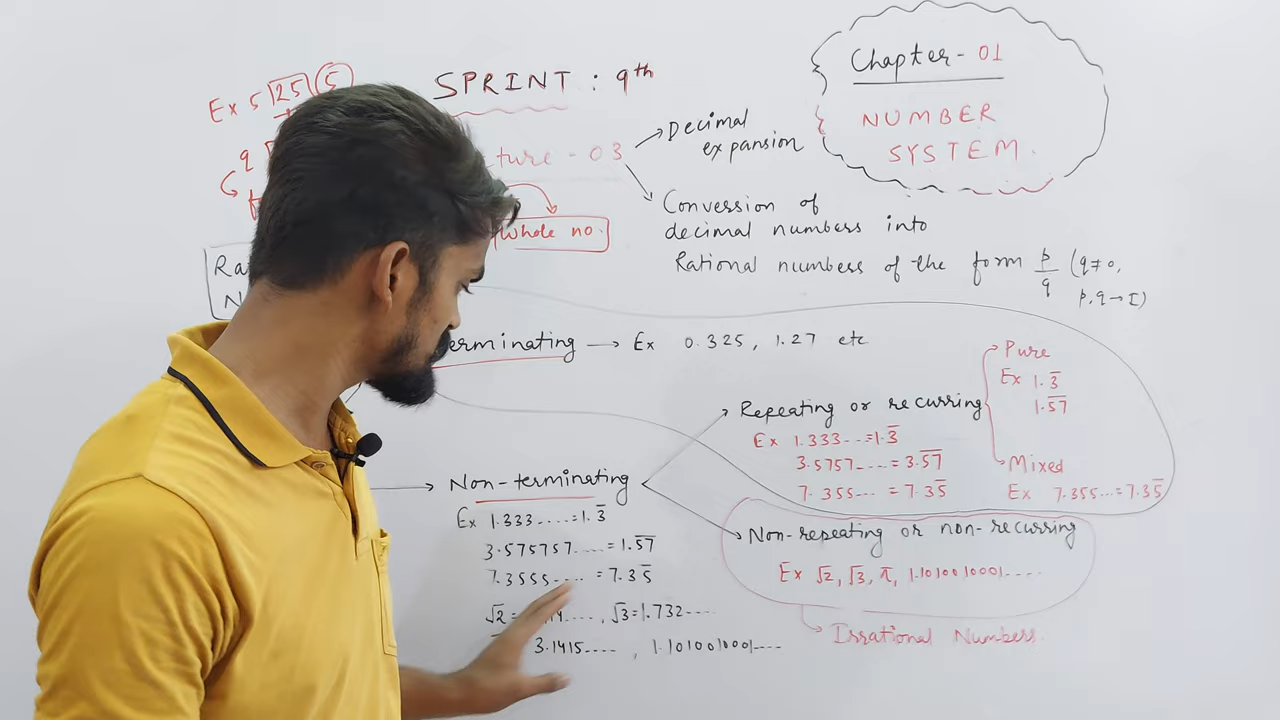 Chapter-01
NUMBER
SYSTEM
Ex 5 25 5
SPRINT : 9th
ture - 03
Decimal
expansion
Conversion of
decimal numbers into
Rational numbers of the form p/q (q≠0,
p,q→I)
Whole no.
Ra
N
erminating → Ex 0.325, 1.27 etc
Pure
Ex 1.3̅
1.5̅7̅
Repeating or recurring
Ex 1.333...=1.3̅
3.5757.....=3.5̅7̅
7.355... = 7.35̅
Mixed
Ex 7.355...=7.35̅
Non-terminating
Ex 1.333.....=1.3̅
3.575757.....=1.5̅7̅
7.3555...... =7.35̅
√2= ...., √3=1.732....
3.1415...., 1.1010010001....
Non-repeating or non-recurring
Ex √2, √3, π, 1.1010010001....
Irrational Numbers.